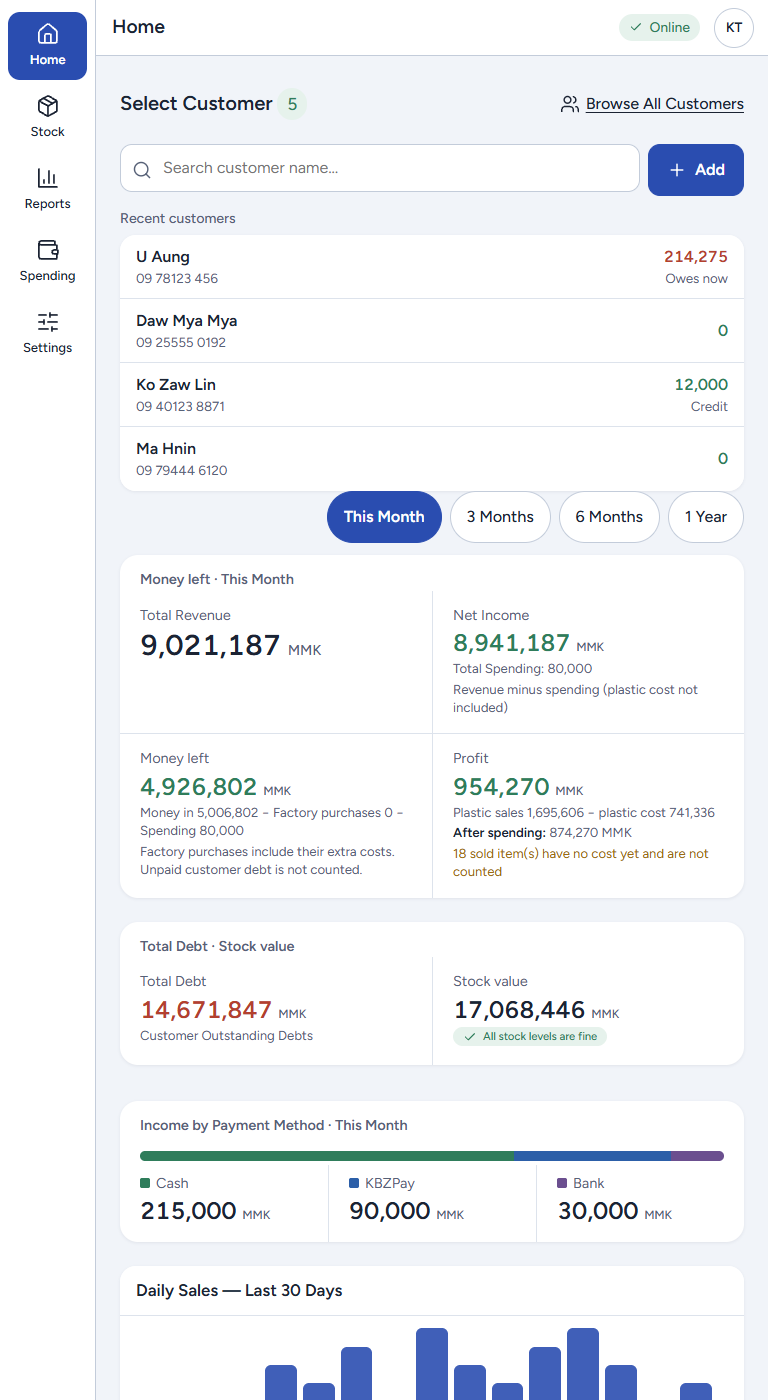 Home
Home
Online
KT
Stock
Reports
Spending
Settings
Select Customer 5
Browse All Customers
Search customer name...
Add
Recent customers
U Aung
214,275
09 78123 456
Owes now
Daw Mya Mya
0
09 25555 0192
Ko Zaw Lin
12,000
09 40123 8871
Credit
Ma Hnin
0
09 79444 6120
This Month
3 Months
6 Months
1 Year
Money left · This Month
Total Revenue
9,021,187 MMK
Net Income
8,941,187 MMK
Total Spending: 80,000
Revenue minus spending (plastic cost not
included)
Money left
4,926,802 MMK
Money in 5,006,802 − Factory purchases 0 −
Spending 80,000
Factory purchases include their extra costs.
Unpaid customer debt is not counted.
Profit
954,270 MMK
Plastic sales 1,695,606 − plastic cost 741,336
After spending: 874,270 MMK
18 sold item(s) have no cost yet and are not
counted
Total Debt · Stock value
Total Debt
14,671,847 MMK
Customer Outstanding Debts
Stock value
17,068,446 MMK
All stock levels are fine
Income by Payment Method · This Month
Cash
215,000 MMK
KBZPay
90,000 MMK
Bank
30,000 MMK
Daily Sales — Last 30 Days